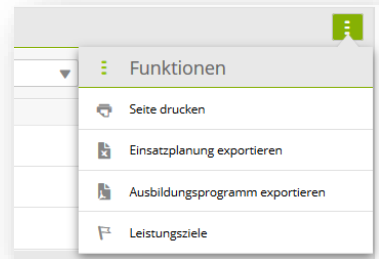 Funktionen
Seite drucken
Einsatzplanung exportieren
Ausbildungsprogramm exportieren
Leistungsziele